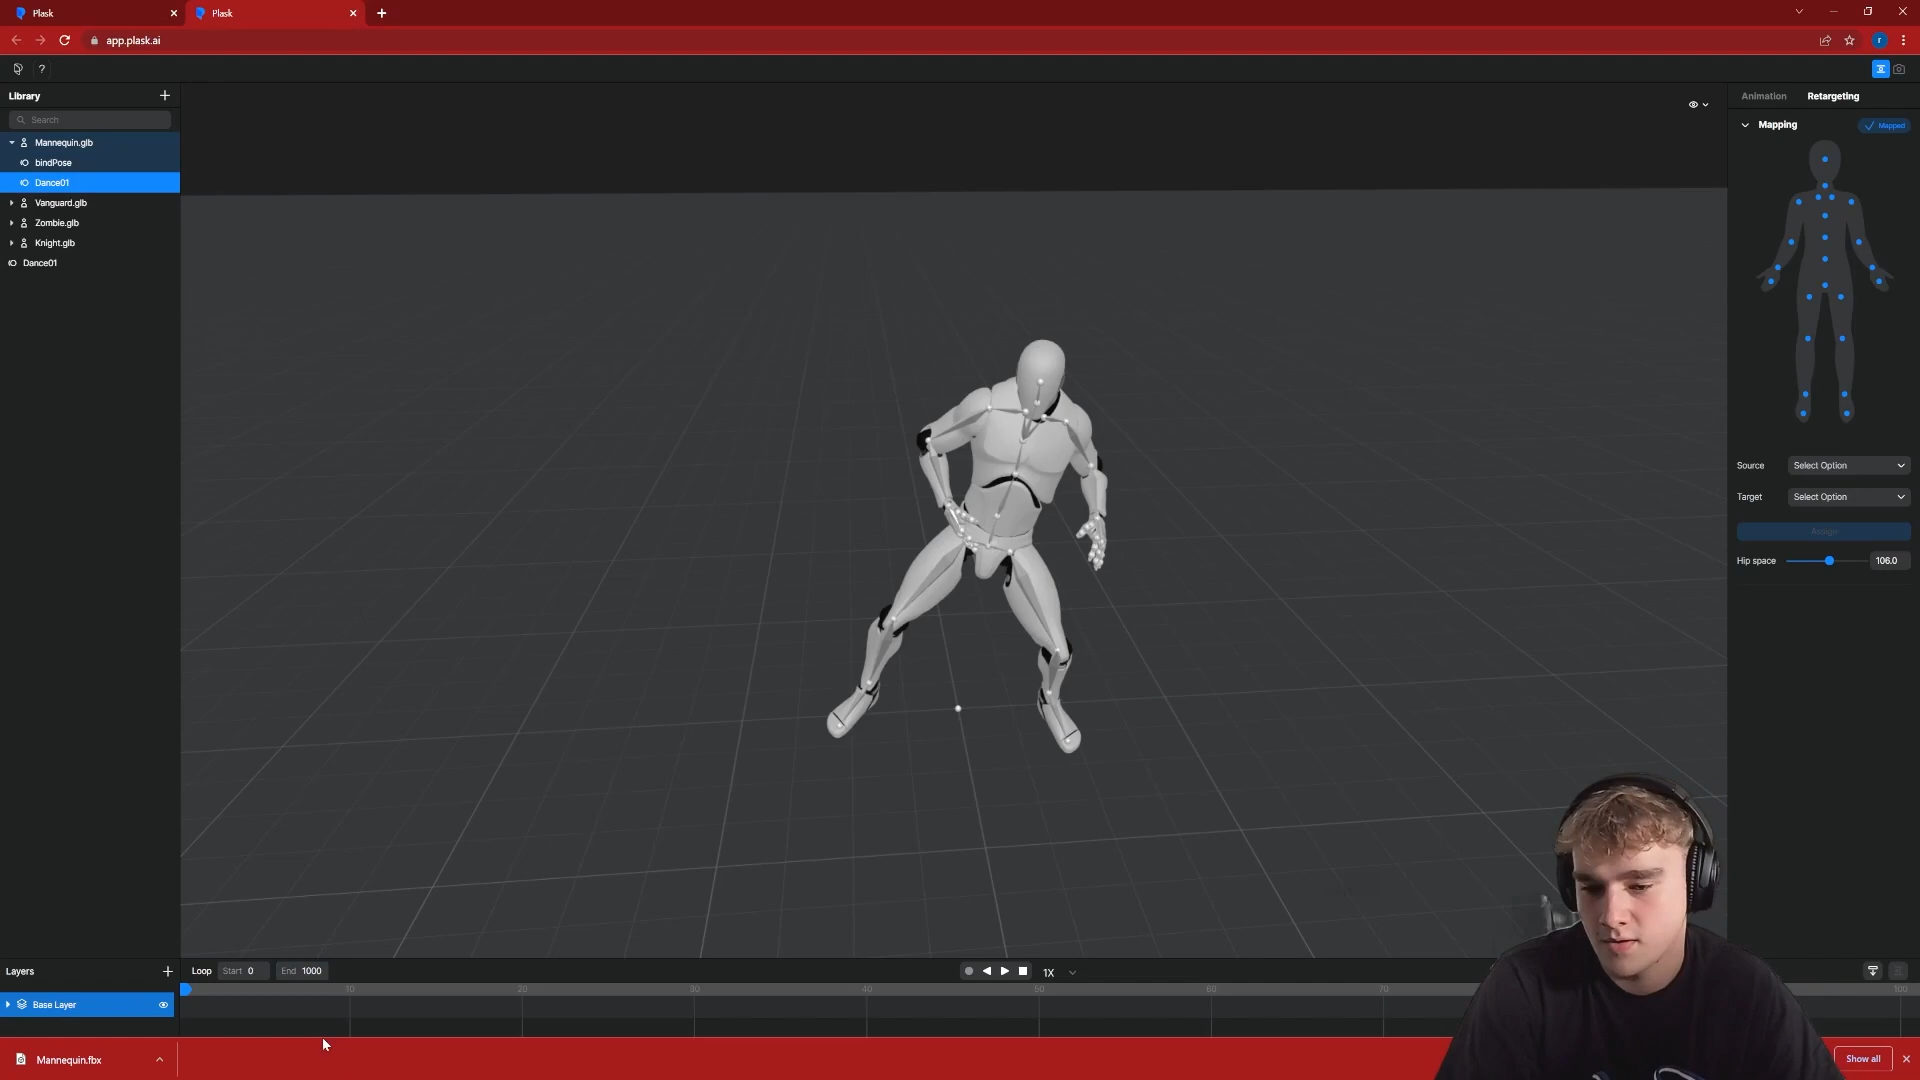 Plask
Plask
app.plask.ai
r
?
Library
Search
Mannequin.glb
bindPose
Dance01
Vanguard.glb
Zombie.glb
Knight.glb
Dance01
Animation
Retargeting
Mapping
Mapped
Source
Select Option
Target
Select Option
Assign
Hip space
106.0
Layers
Loop
Start 0
End 1000
1X
10
20
30
40
50
60
70
100
Base Layer
Mannequin.fbx
Show all